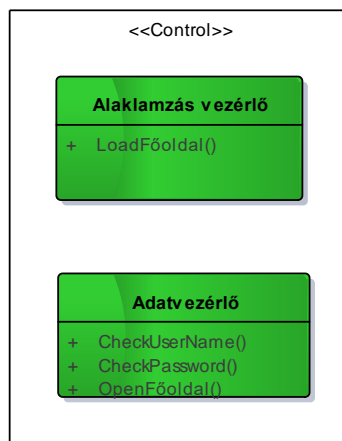 <<Control>>
Alaklamzás vezérlő
+ LoadFőoldal()
Adatvezérlő
+ CheckUserName()
+ CheckPassword()
+ OpenFőoldal()